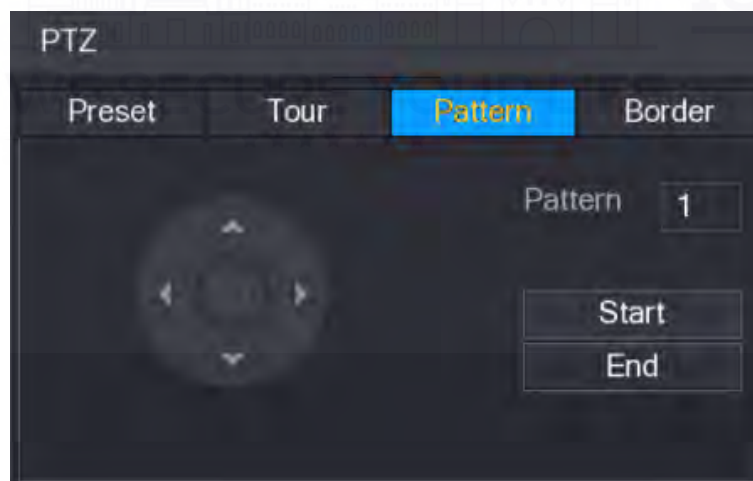 PTZ
Preset Tour Pattern Border
Pattern 1
Start
End